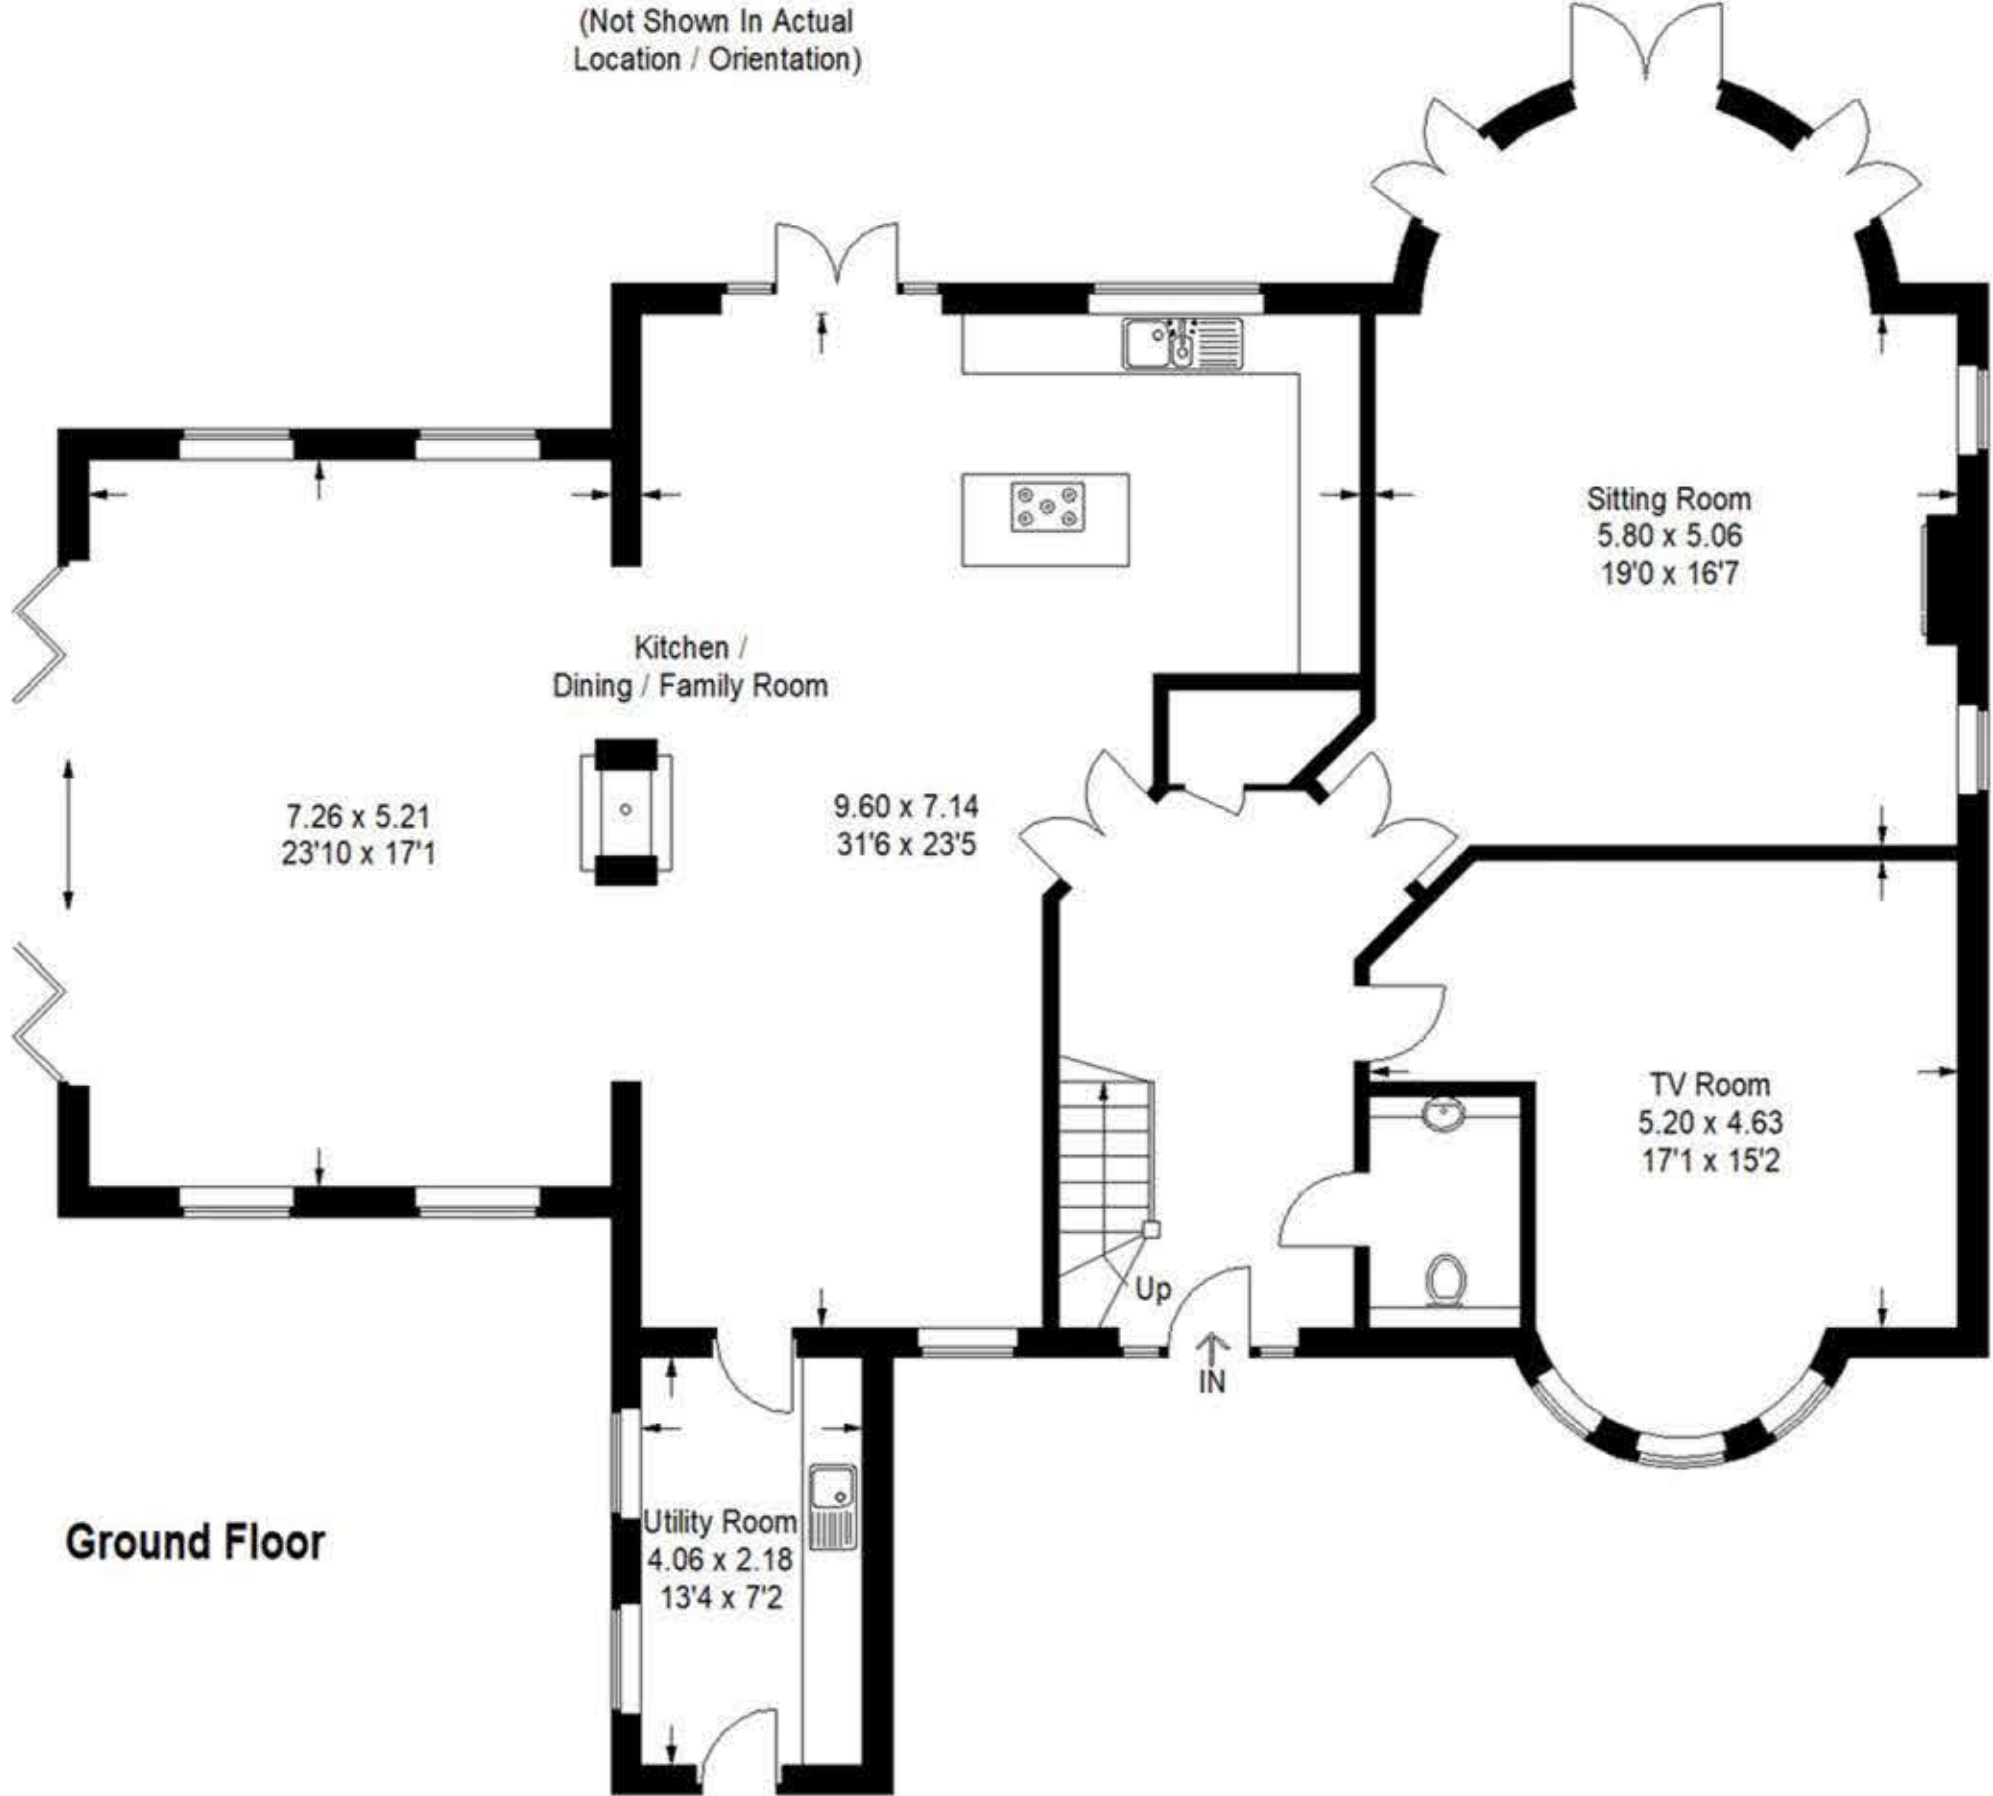 (Not Shown In Actual
Location / Orientation)
Sitting Room
5.80 x 5.06
19'0 x 16'7
Kitchen /
Dining / Family Room
7.26 x 5.21
23'10 x 17'1
9.60 x 7.14
31'6 x 23'5
TV Room
5.20 x 4.63
17'1 x 15'2
Up
IN
Utility Room
4.06 x 2.18
13'4 x 7'2
Ground Floor